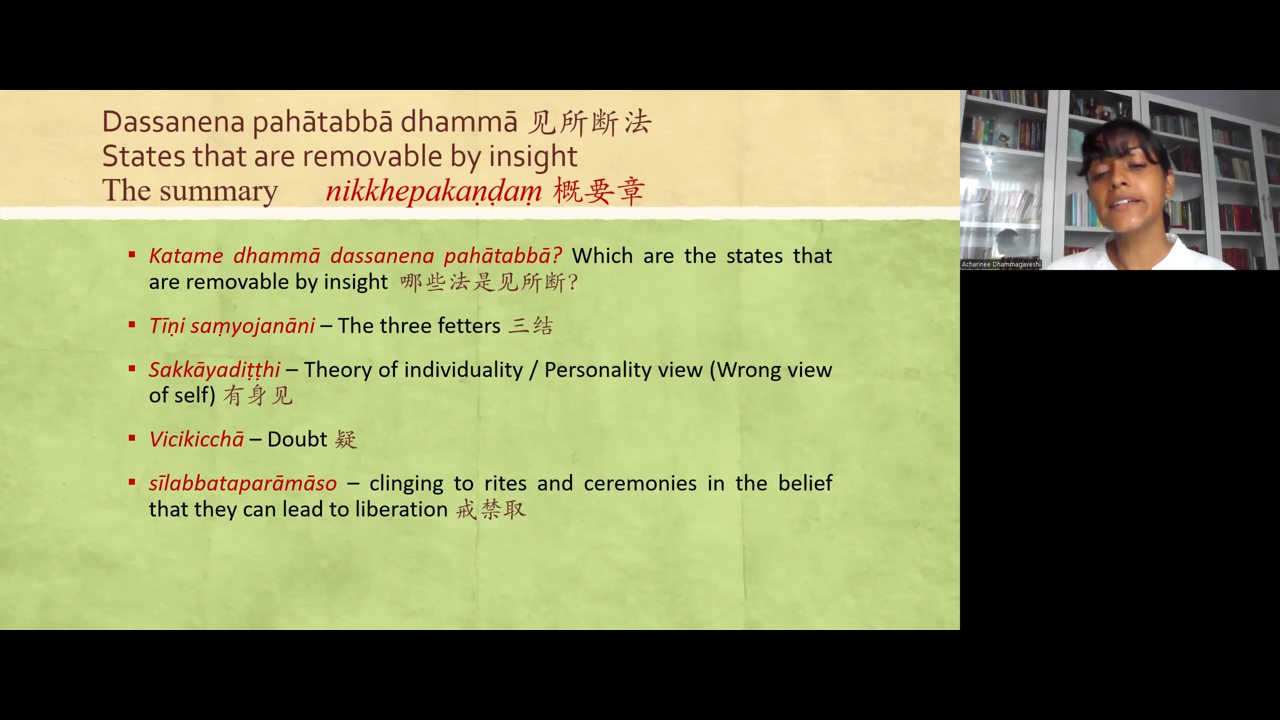 Dassanena pahātabbā dhammā 见所断法
States that are removable by insight
The summary nikkhepakaṇḍaṃ 概要章
▪ Katame dhammā dassanena pahātabbā? Which are the states that
are removable by insight 哪些法是见所断?
▪ Tīṇi saṃyojanāni – The three fetters 三结
▪ Sakkāyadiṭṭhi – Theory of individuality / Personality view (Wrong view
of self) 有身见
▪ Vicikicchā – Doubt 疑
▪ sīlabbataparāmāso – clinging to rites and ceremonies in the belief
that they can lead to liberation 戒禁取
Acharinee Dhammagaveshi